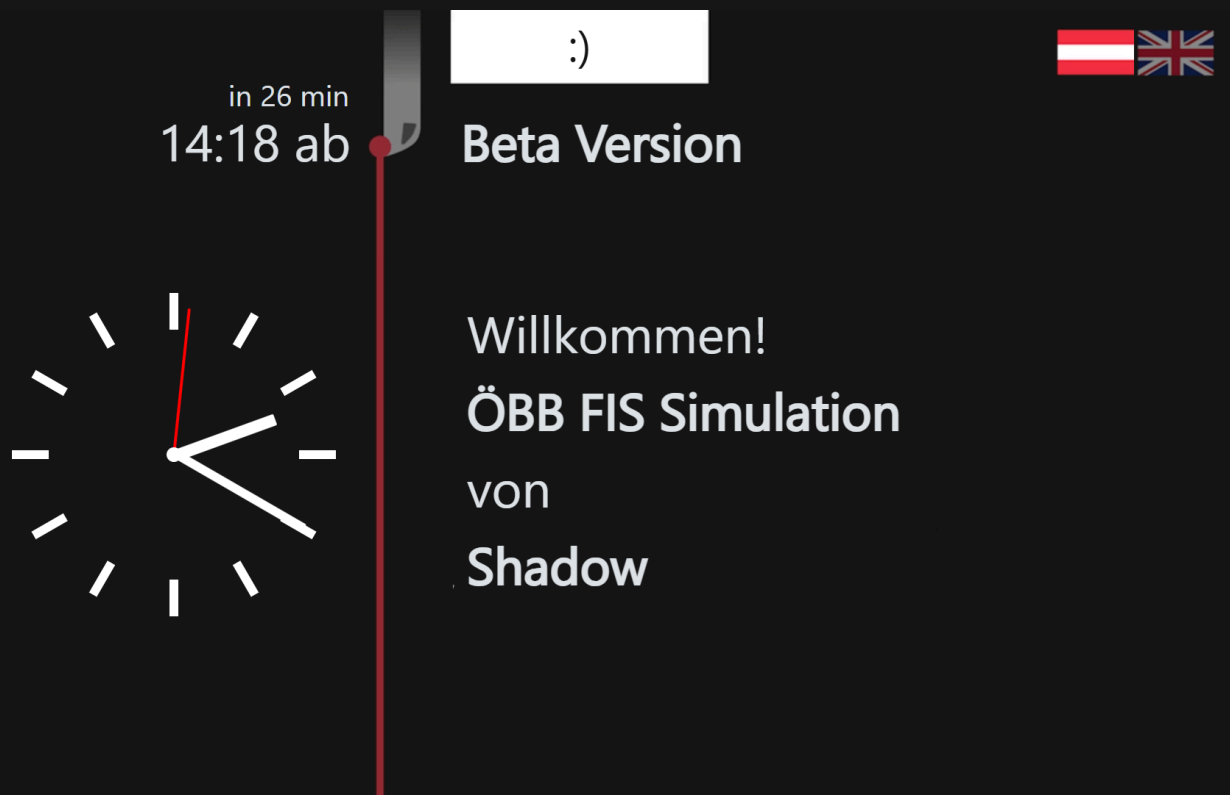 :)
in 26 min
14:18 ab
Beta Version
Willkommen!
ÖBB FIS Simulation
von
Shadow